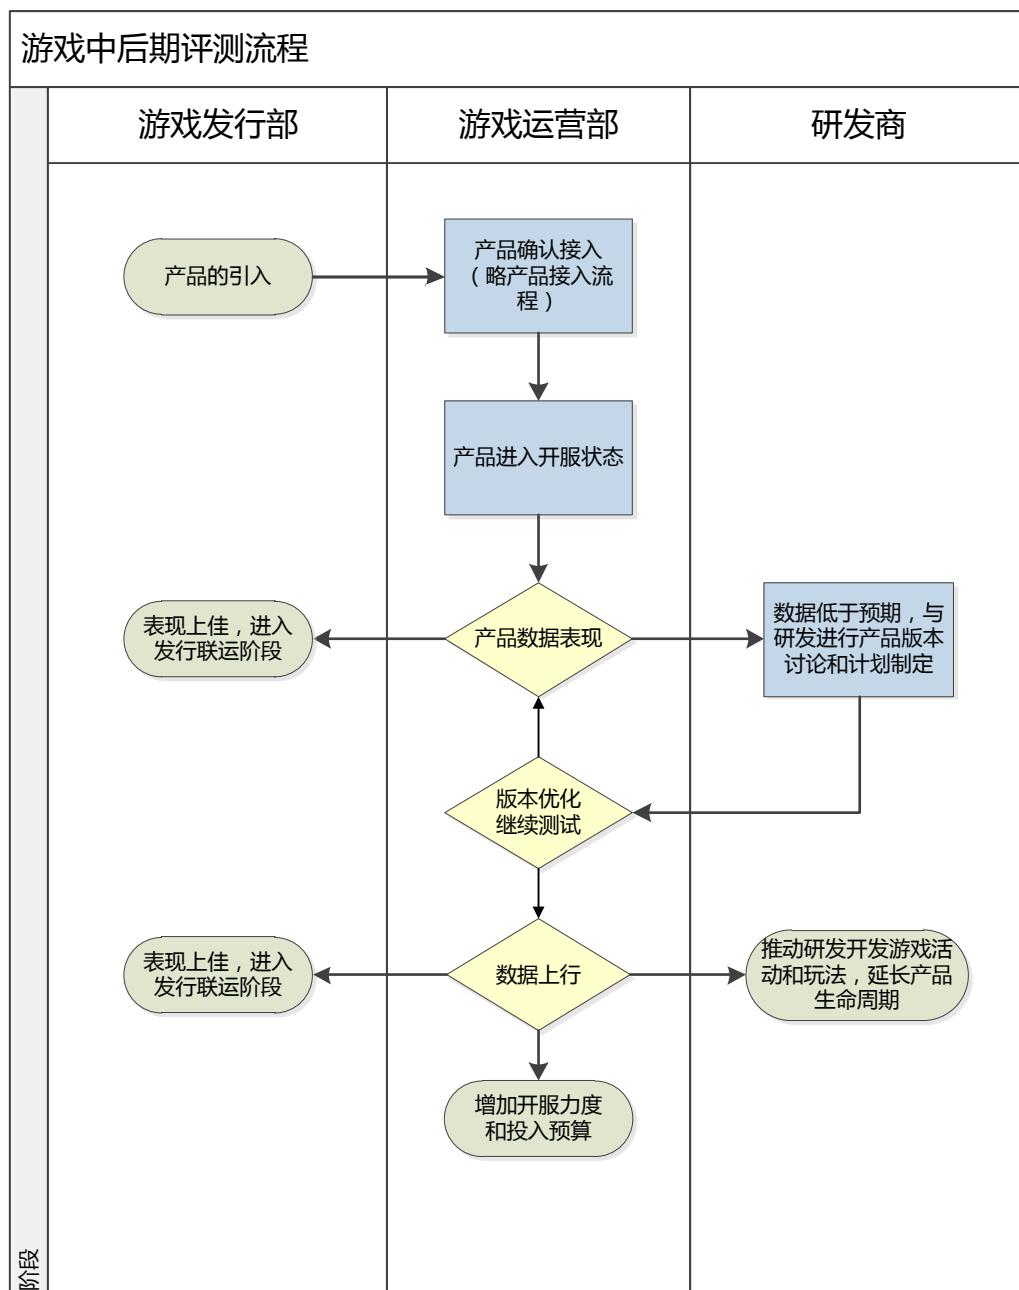 游戏中后期评测流程
游戏发行部
游戏运营部
研发商
产品的引入
产品确认接入
（略产品接入流
程）
产品进入开服状态
表现上佳，进入
发行联运阶段
产品数据表现
数据低于预期，与
研发进行产品版本
讨论和计划制定
版本优化
继续测试
表现上佳，进入
发行联运阶段
数据上行
推动研发开发游戏活
动和玩法，延长产品
生命周期
增加开服力度
和投入预算
阶段